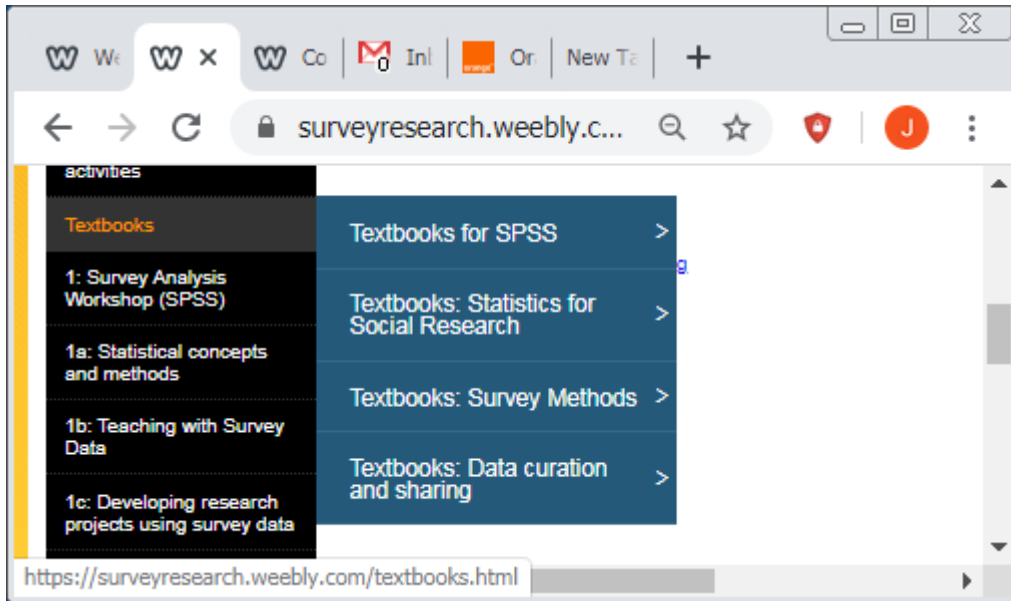 We
Co
0
Inl
orange
Or
New Ta
surveyresearch.weebly.c...
J
activities
Textbooks
1: Survey Analysis
Workshop (SPSS)
1a: Statistical concepts
and methods
1b: Teaching with Survey
Data
1c: Developing research
projects using survey data
Textbooks for SPSS >
Textbooks: Statistics for
Social Research >
Textbooks: Survey Methods >
Textbooks: Data curation
and sharing >
g
https://surveyresearch.weebly.com/textbooks.html